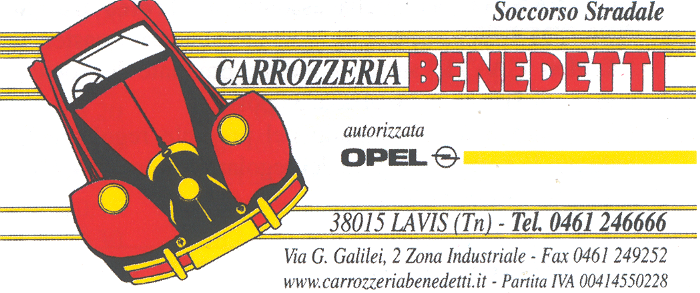 Soccorso Stradale
CARROZZERIA BENEDETTI
autorizzata
OPEL
38015 LAVIS (Tn) - Tel. 0461 246666
Via G. Galilei, 2 Zona Industriale - Fax 0461 249252
www.carrozzeriabenedetti.it - Partita IVA 00414550228